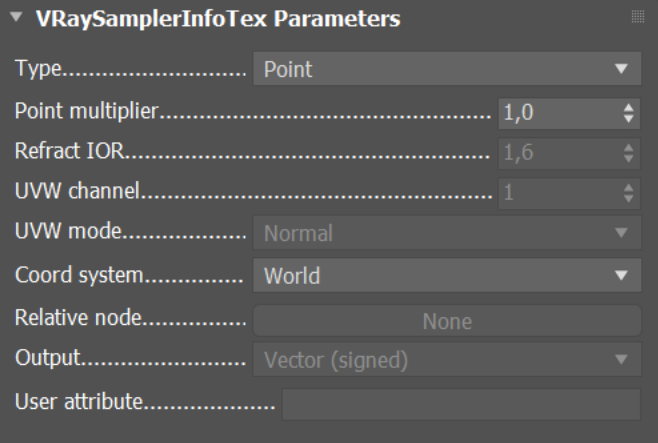 VRaySamplerInfoTex Parameters
Type............................ Point
Point multiplier.................................................. 1,0
Refract IOR....................................................... 1,6
UVW channel..................................................... 1
UVW mode................... Normal
Coord system............... World
Relative node................ None
Output......................... Vector (signed)
User attribute....................